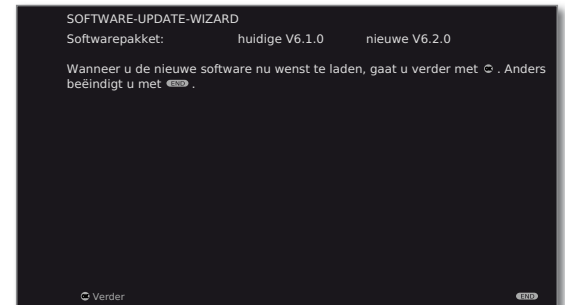 SOFTWARE-UPDATE-WIZARD
Softwarepakket: huidige V6.1.0 nieuwe V6.2.0
Wanneer u de nieuwe software nu wenst te laden, gaat u verder met . Anders
beëindigt u met END .
Verder END